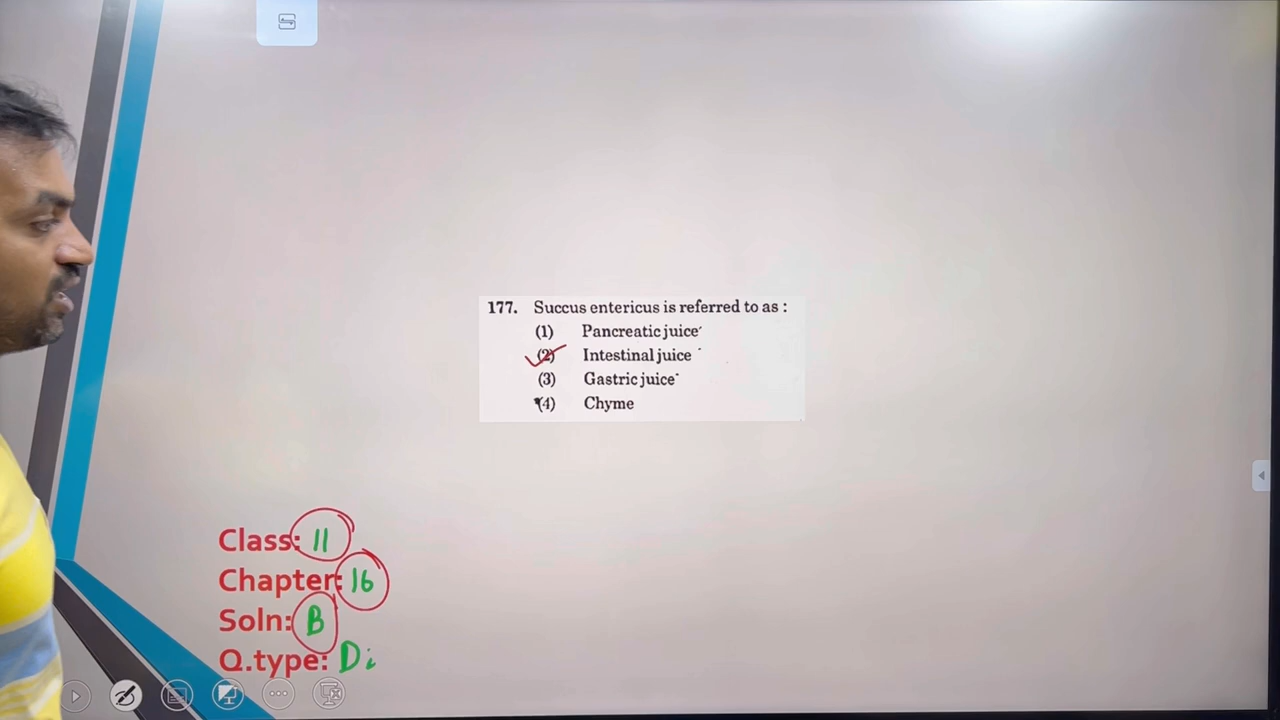 177. Succus entericus is referred to as :
(1) Pancreatic juice
(2) Intestinal juice
(3) Gastric juice
(4) Chyme
Class: 11
Chapter: 16
Soln: B
Q.type: Di